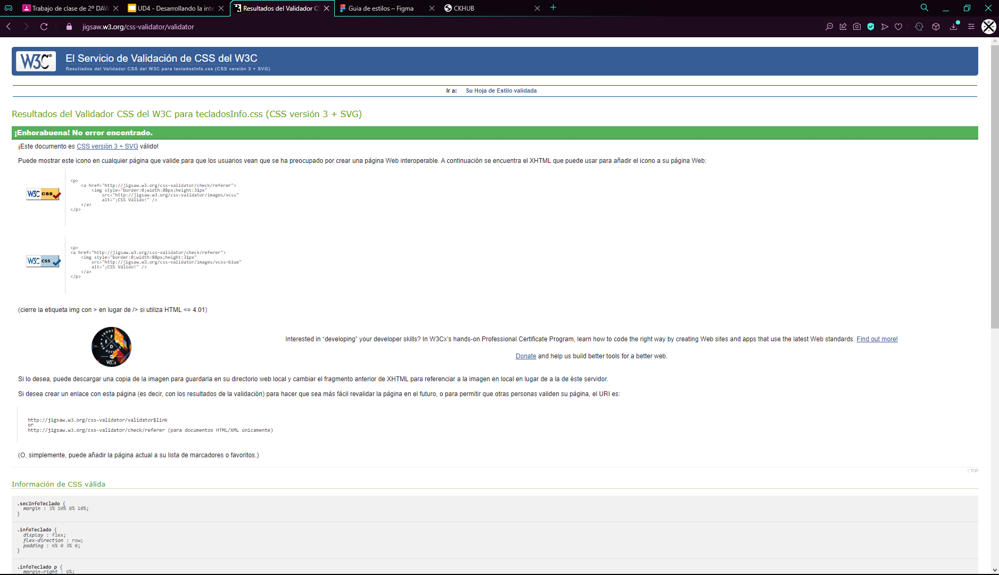 Trabajo de clase de 2º DAW
UD4 - Desarrollando la inte
Resultados del Validador CS
Guia de estilos – Figma
CKHUB
jigsaw.w3.org/css-validator/validator
W3C®
El Servicio de Validación de CSS del W3C
Resultados del Validador CSS del W3C para tecladosInfo.css (CSS versión 3 + SVG)
Ir a: Su Hoja de Estilo validada
Resultados del Validador CSS del W3C para tecladosInfo.css (CSS versión 3 + SVG)
¡Enhorabuena! No error encontrado.
¡Este documento es CSS versión 3 + SVG válido!
Puede mostrar este icono en cualquier página que valide para que los usuarios vean que se ha preocupado por crear una página Web interoperable. A continuación se encuentra el XHTML que puede usar para añadir el icono a su página Web:
W3C css
<p>
<a href="http://jigsaw.w3.org/css-validator/check/referer">
<img style="border:0;width:88px;height:31px"
src="http://jigsaw.w3.org/css-validator/images/vcss"
alt="¡CSS Válido!" />
</a>
</p>
W3C css
<p>
<a href="http://jigsaw.w3.org/css-validator/check/referer">
<img style="border:0;width:88px;height:31px"
src="http://jigsaw.w3.org/css-validator/images/vcss-blue"
alt="¡CSS Válido!" />
</a>
</p>
(cierre la etiqueta img con > en lugar de /> si utiliza HTML <= 4.01)
FRONT END
WEB DEVELOPER
F E W D
W3Cx
Interested in “developing” your developer skills? In W3Cx’s hands-on Professional Certificate Program, learn how to code the right way by creating Web sites and apps that use the latest Web standards. Find out more!
Donate and help us build better tools for a better web.
Si lo desea, puede descargar una copia de la imagen para guardarla en su directorio web local y cambiar el fragmento anterior de XHTML para referenciar a la imagen en local en lugar de a la de éste servidor.
Si desea crear un enlace con esta página (es decir, con los resultados de la validación) para hacer que sea más fácil revalidar la página en el futuro, o para permitir que otras personas validen su página, el URI es:
http://jigsaw.w3.org/css-validator/validator$link
or
http://jigsaw.w3.org/css-validator/check/referer (para documentos HTML/XML únicamente)
(O, simplemente, puede añadir la página actual a su lista de marcadores o favoritos.)
↑ TOP
Información de CSS válida
.secInfoTeclado {
margin : 3% 10% 8% 10%;
}
.infoTeclado {
display : flex;
flex-direction : row;
padding : 6% 0 3% 0;
}
.infoTeclado p {
margin-right : 6%;